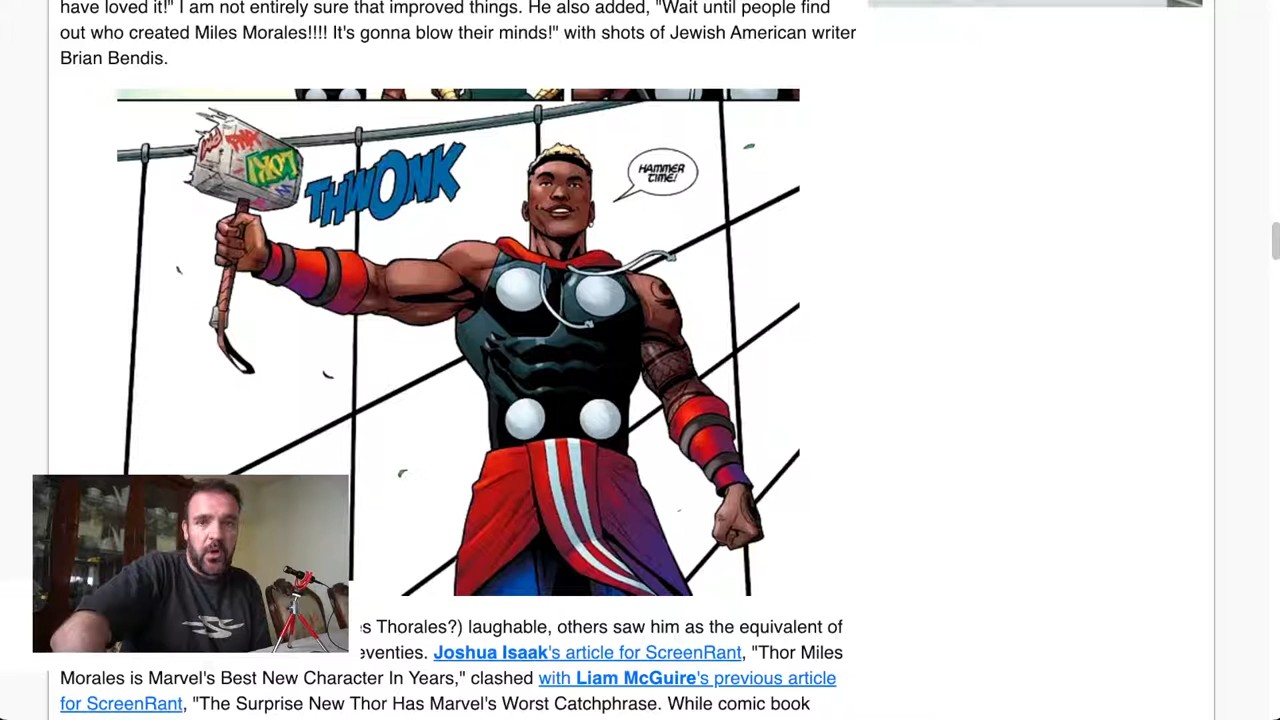 have loved it!" I am not entirely sure that improved things. He also added, "Wait until people find
out who created Miles Morales!!!! It's gonna blow their minds!" with shots of Jewish American writer
Brian Bendis.
THWONK
HAMMER
TIME!
NOT
s Thorales?) laughable, others saw him as the equivalent of
eventies. Joshua Isaak's article for ScreenRant, "Thor Miles
Morales is Marvel's Best New Character In Years," clashed with Liam McGuire's previous article
for ScreenRant, "The Surprise New Thor Has Marvel's Worst Catchphrase. While comic book